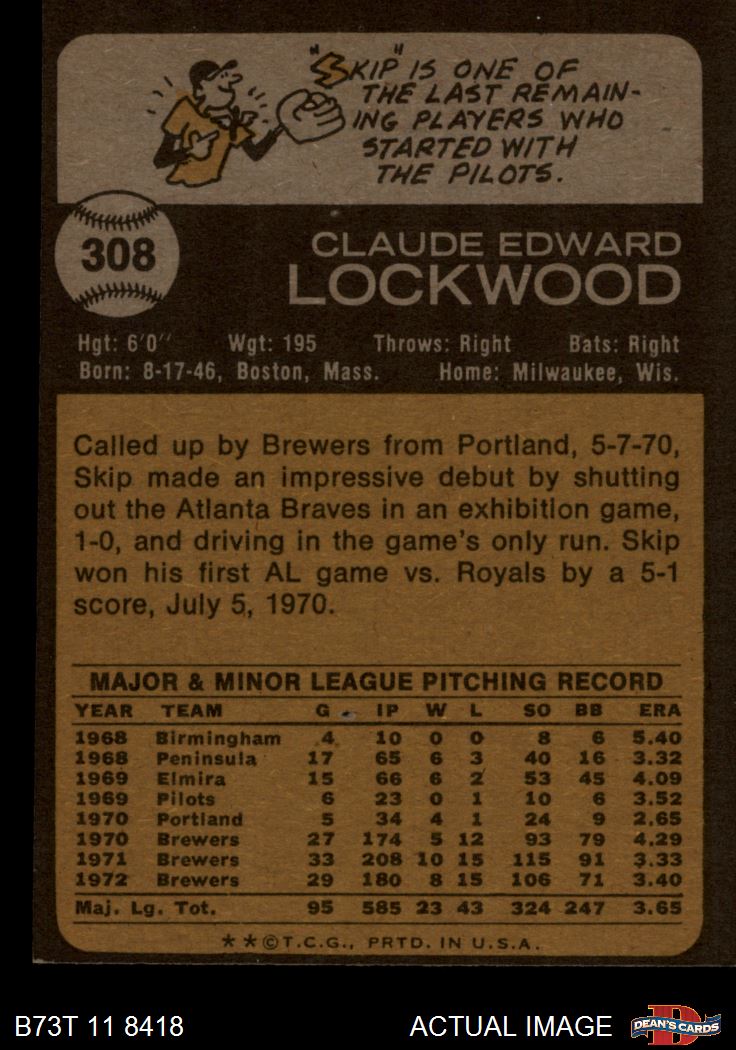 "SKIP" IS ONE OF
THE LAST REMAIN-
ING PLAYERS WHO
STARTED WITH
THE PILOTS.
308
CLAUDE EDWARD
LOCKWOOD
Hgt: 6'0" Wgt: 195 Throws: Right Bats: Right
Born: 8-17-46, Boston, Mass. Home: Milwaukee, Wis.
Called up by Brewers from Portland, 5-7-70,
Skip made an impressive debut by shutting
out the Atlanta Braves in an exhibition game,
1-0, and driving in the game's only run. Skip
won his first AL game vs. Royals by a 5-1
score, July 5, 1970.
MAJOR & MINOR LEAGUE PITCHING RECORD
YEAR TEAM G IP W L SO BB ERA
1968 Birmingham 4 10 0 0 8 6 5.40
1968 Peninsula 17 65 6 3 40 16 3.32
1969 Elmira 15 66 6 2 53 45 4.09
1969 Pilots 6 23 0 1 10 6 3.52
1970 Portland 5 34 4 1 24 9 2.65
1970 Brewers 27 174 5 12 93 79 4.29
1971 Brewers 33 208 10 15 115 91 3.33
1972 Brewers 29 180 8 15 106 71 3.40
Maj. Lg. Tot. 95 585 23 43 324 247 3.65
**©T.C.G., PRTD. IN U.S.A.
B73T 11 8418 ACTUAL IMAGE DEAN'S CARDS